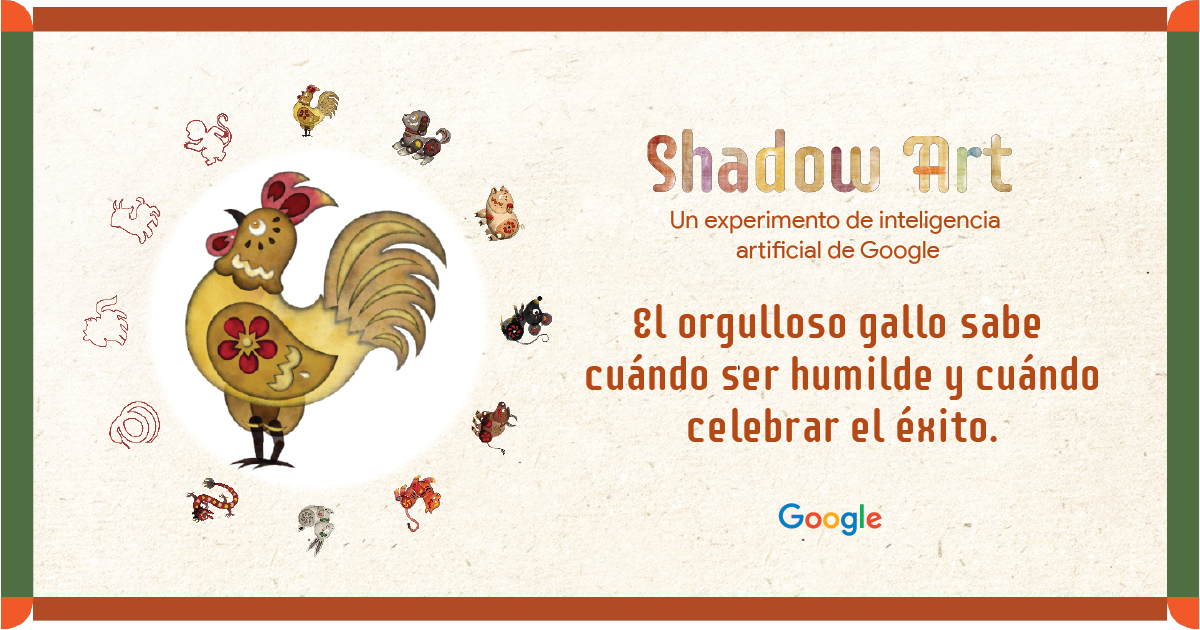 Shadow Art
Un experimento de inteligencia
artificial de Google
El orgulloso gallo sabe
cuándo ser humilde y cuándo
celebrar el éxito.
Google